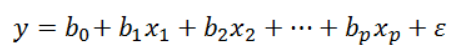 y = b₀ + b₁x₁ + b₂x₂ + ⋯ + bₚxₚ + ε